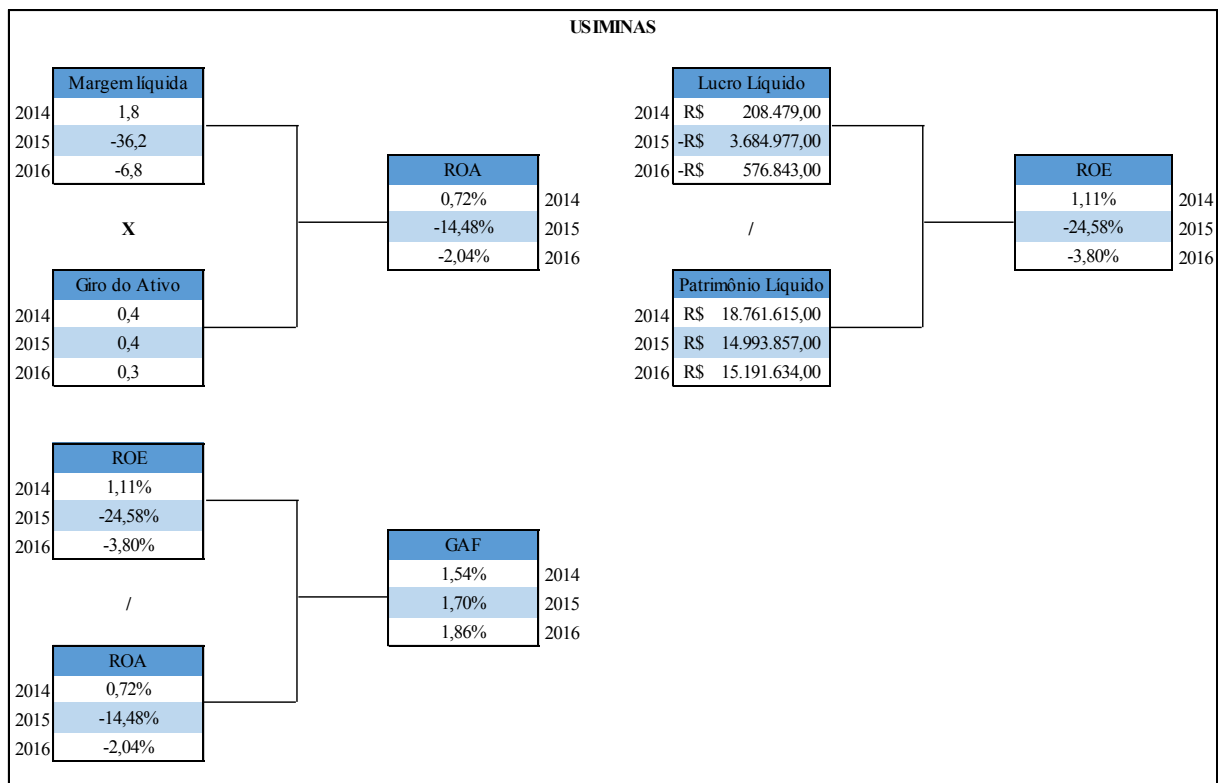 USIMINAS
Margem líquida
2014 1,8
2015 -36,2
2016 -6,8
X
Giro do Ativo
2014 0,4
2015 0,4
2016 0,3
ROA
0,72% 2014
-14,48% 2015
-2,04% 2016
Lucro Líquido
2014 R$ 208.479,00
2015 -R$ 3.684.977,00
2016 -R$ 576.843,00
/
Patrimônio Líquido
2014 R$ 18.761.615,00
2015 R$ 14.993.857,00
2016 R$ 15.191.634,00
ROE
1,11% 2014
-24,58% 2015
-3,80% 2016
ROE
2014 1,11%
2015 -24,58%
2016 -3,80%
/
ROA
2014 0,72%
2015 -14,48%
2016 -2,04%
GAF
1,54% 2014
1,70% 2015
1,86% 2016